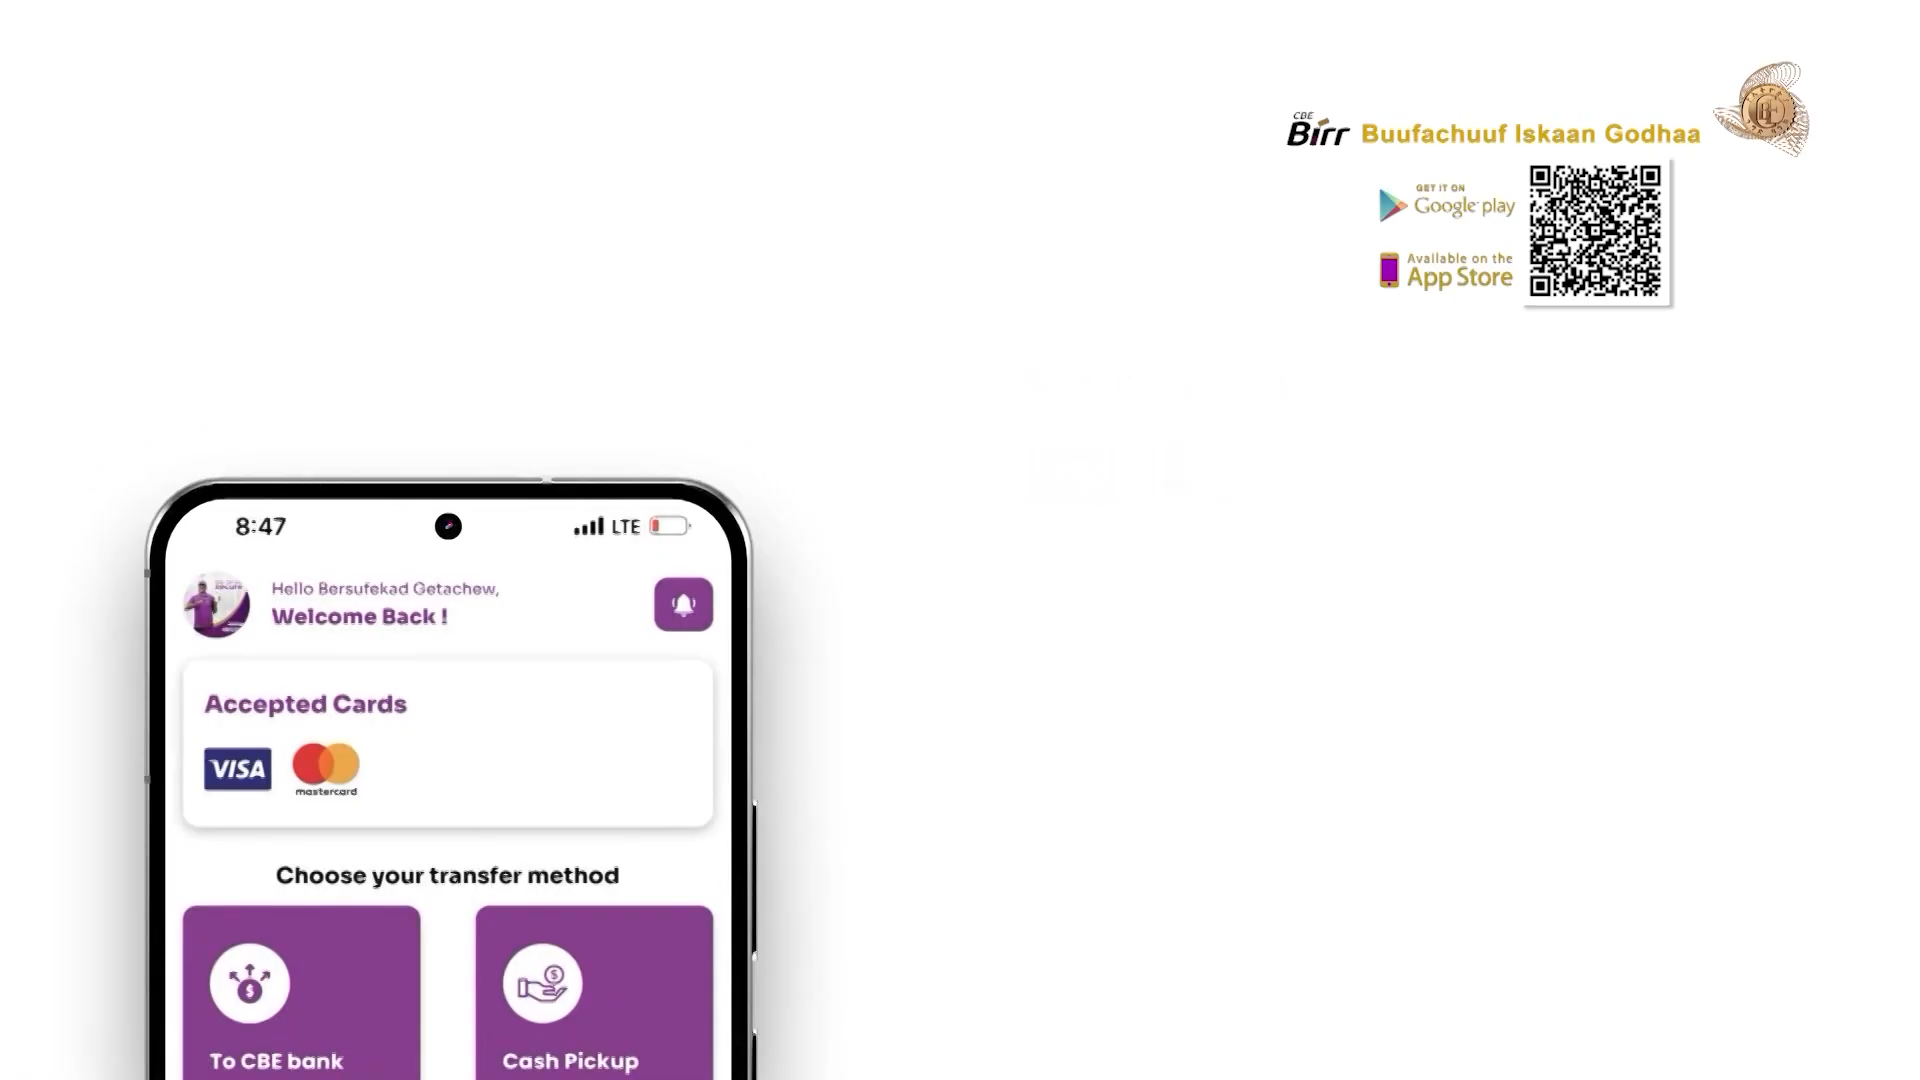 CBE
Birr Buufachuuf Iskaan Godhaa
GET IT ON
Google play
Available on the
App Store
8:47
LTE
Hello Bersufekad Getachew,
Welcome Back !
Accepted Cards
VISA
mastercard
Choose your transfer method
To CBE bank
Cash Pickup